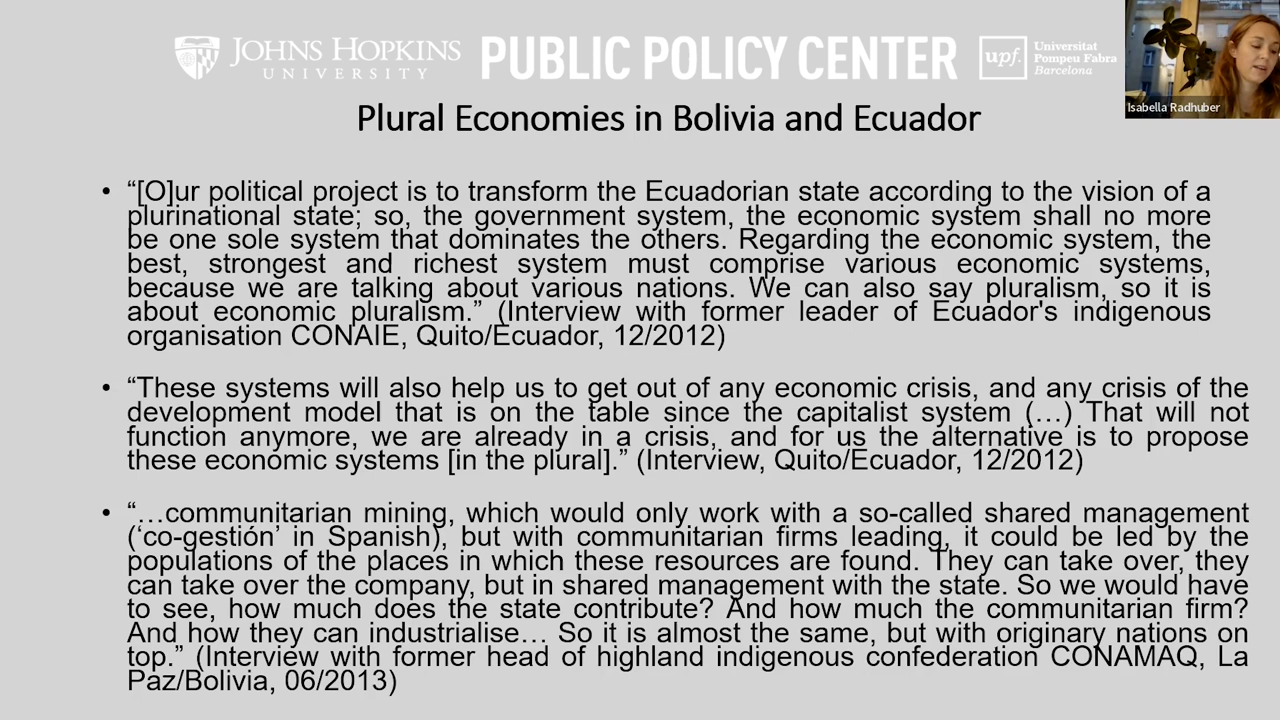 JOHNS HOPKINS
UNIVERSITY
PUBLIC POLICY CENTER
upf.
Universitat
Pompeu Fabra
Barcelona
Isabella Radhuber
Plural Economies in Bolivia and Ecuador
• “[O]ur political project is to transform the Ecuadorian state according to the vision of a
plurinational state; so, the government system, the economic system shall no more
be one sole system that dominates the others. Regarding the economic system, the
best, strongest and richest system must comprise various economic systems,
because we are talking about various nations. We can also say pluralism, so it is
about economic pluralism.” (Interview with former leader of Ecuador's indigenous
organisation CONAIE, Quito/Ecuador, 12/2012)
• “These systems will also help us to get out of any economic crisis, and any crisis of the
development model that is on the table since the capitalist system (…) That will not
function anymore, we are already in a crisis, and for us the alternative is to propose
these economic systems [in the plural].” (Interview, Quito/Ecuador, 12/2012)
• “…communitarian mining, which would only work with a so-called shared management
(‘co-gestión’ in Spanish), but with communitarian firms leading, it could be led by the
populations of the places in which these resources are found. They can take over, they
can take over the company, but in shared management with the state. So we would have
to see, how much does the state contribute? And how much the communitarian firm?
And how they can industrialise… So it is almost the same, but with originary nations on
top.” (Interview with former head of highland indigenous confederation CONAMAQ, La
Paz/Bolivia, 06/2013)